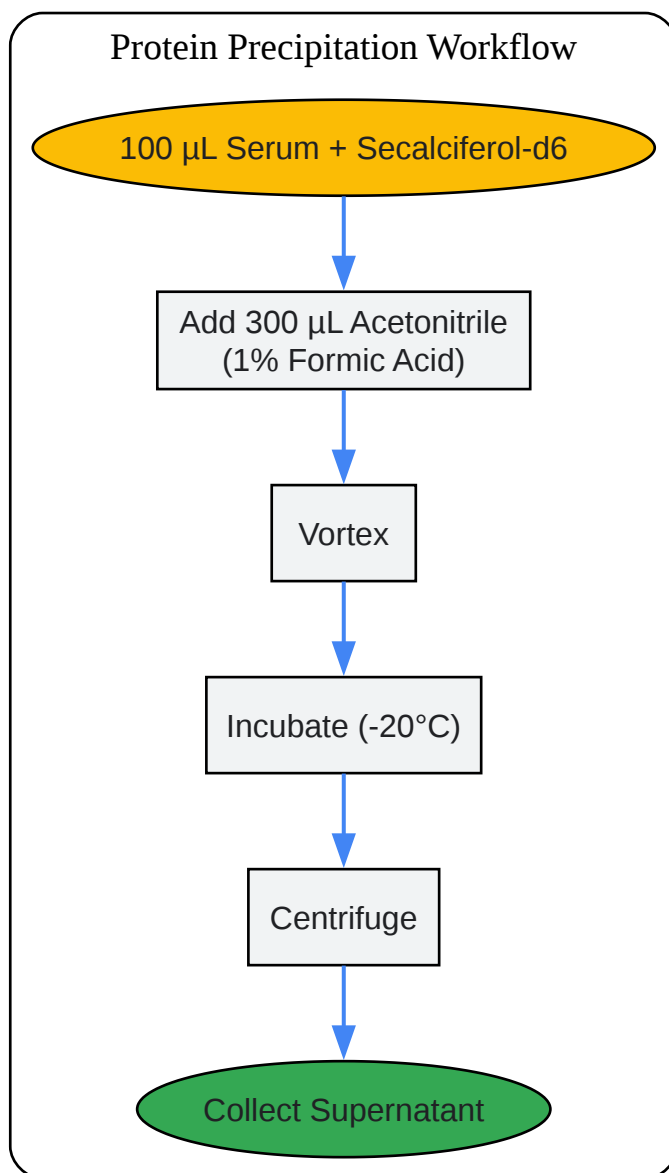 Protein Precipitation Workflow
100 µL Serum + Secalciferol-d6
Add 300 µL Acetonitrile
(1% Formic Acid)
Vortex
Incubate (-20°C)
Centrifuge
Collect Supernatant